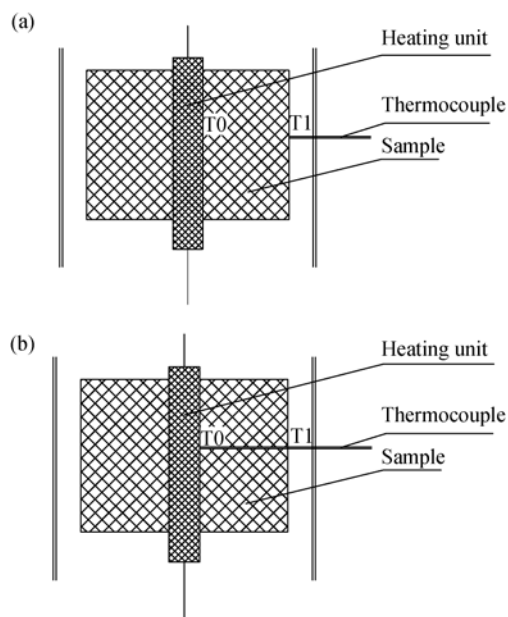 (a)
Heating unit
Thermocouple
T0
T1
Sample
(b)
Heating unit
Thermocouple
T0
T1
Sample